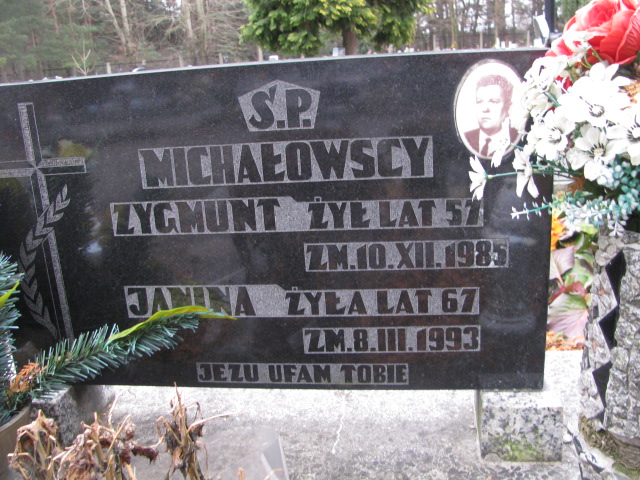 Ś.P.
MICHAŁOWSCY
ZYGMUNT ŻYŁ LAT 57
ZM.10.XII.1985
JANINA ŻYŁA LAT 67
ZM.8.III.1993
JEZU UFAM TOBIE